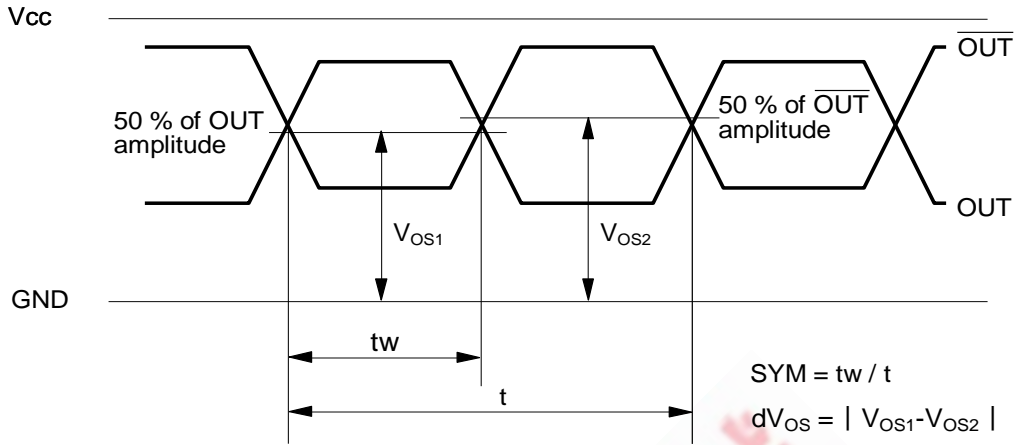 Vcc
OUT
50 % of OUT
amplitude
50 % of OUT
amplitude
OUT
VOS1
VOS2
GND
tw
t
SYM = tw / t
dVOS = | VOS1-VOS2 |